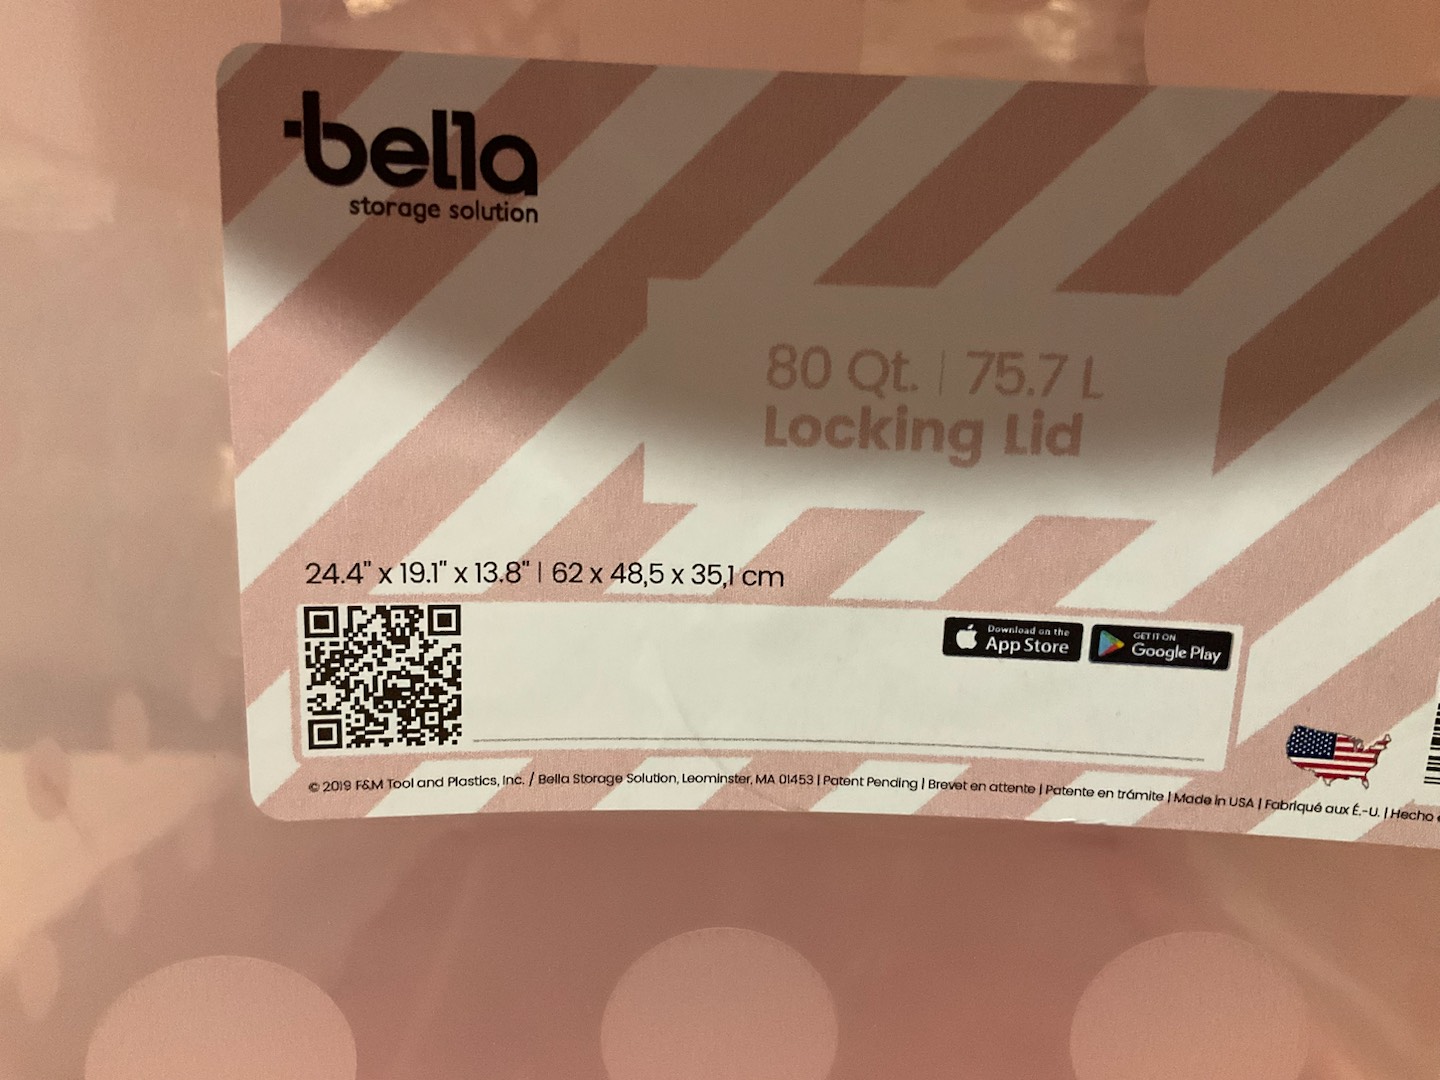 bella
storage solution
80 Qt. | 75.7 L
Locking Lid
24.4" x 19.1" x 13.8" | 62 x 48,5 x 35,1 cm
Download on the
App Store
GET IT ON
Google Play
© 2019 F&M Tool and Plastics, Inc. / Bella Storage Solution, Leominster, MA 01453 | Patent Pending | Brevet en attente | Patente en trámite | Made in USA | Fabriqué aux É.-U. | Hecho